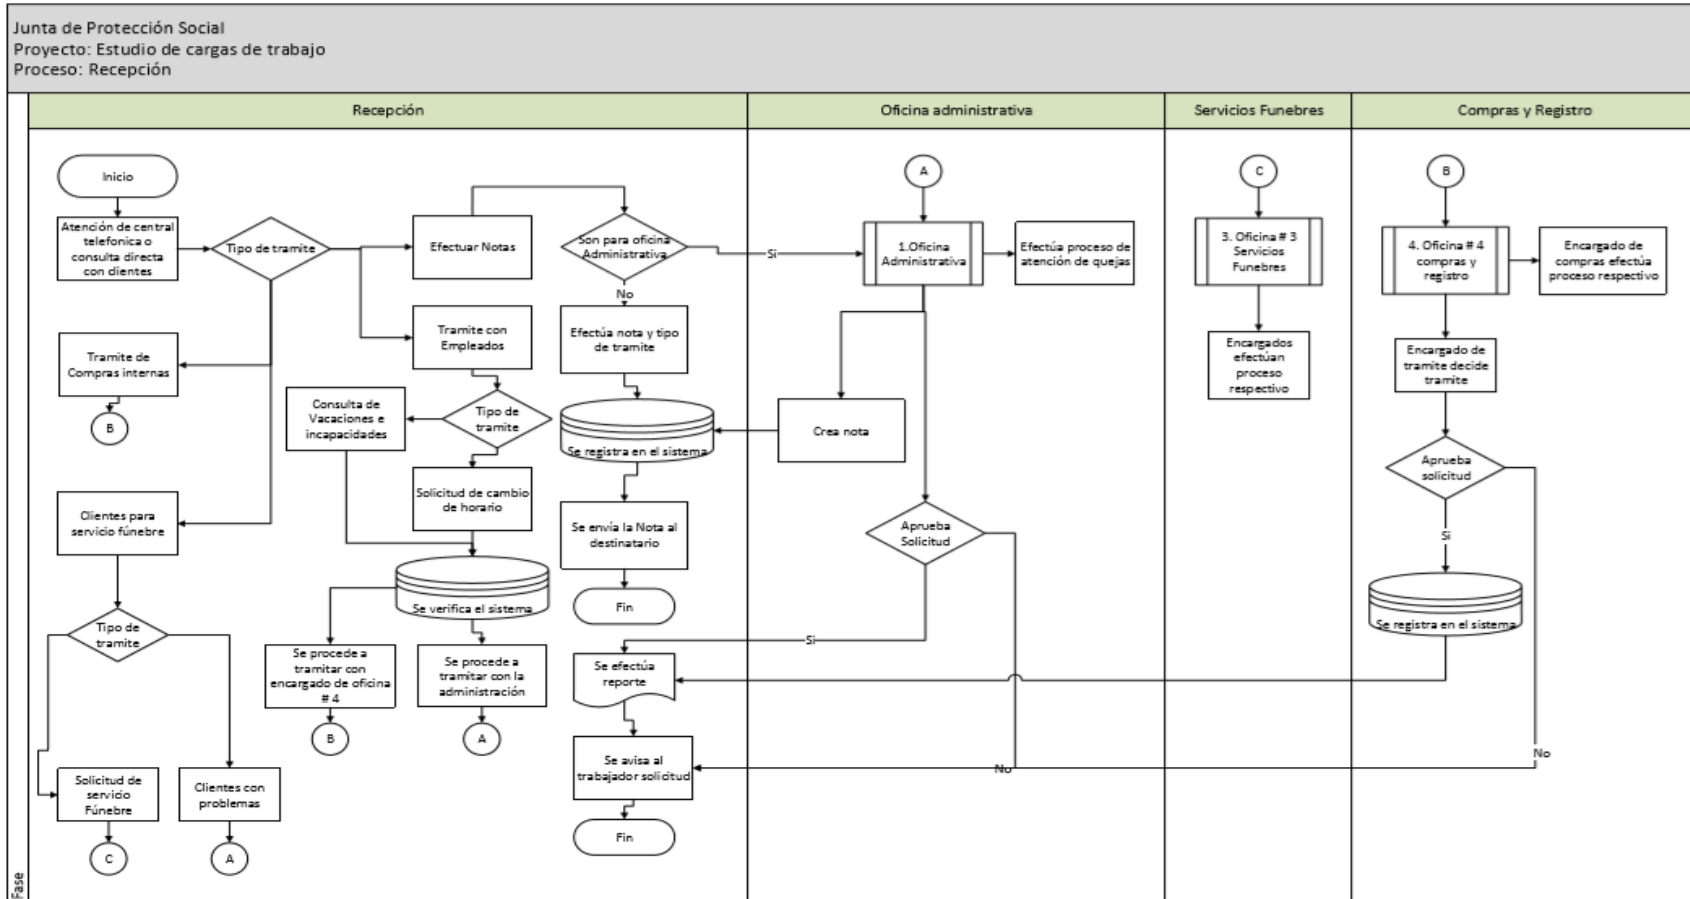 Junta de Protección Social
Proyecto: Estudio de cargas de trabajo
Proceso: Recepción
Fase
Recepción
Oficina administrativa
Servicios Funebres
Compras y Registro
Inicio
Atención de central
telefonica o
consulta directa
con clientes
Tipo de tramite
Efectuar Notas
Son para oficina
Administrativa
Si
No
Tramite de
Compras internas
B
Tramite con
Empleados
Efectúa nota y tipo
de tramite
Consulta de
Vacaciones e
incapacidades
Tipo de
tramite
Se registra en el sistema
Solicitud de cambio
de horario
Se envía la Nota al
destinatario
Fin
Clientes para
servicio fúnebre
Se verifica el sistema
Tipo de
tramite
Se procede a
tramitar con
encargado de oficina
# 4
B
Se procede a
tramitar con la
administración
A
Se efectúa
reporte
Se avisa al
trabajador solicitud
Fin
Solicitud de
servicio
Fúnebre
C
Clientes con
problemas
A
A
1.Oficina
Administrativa
Efectúa proceso de
atención de quejas
Crea nota
Aprueba
Solicitud
Si
No
C
3. Oficina # 3
Servicios
Funebres
Encargados
efectúan
proceso
respectivo
B
4. Oficina # 4
compras y
registro
Encargado de
compras efectúa
proceso respectivo
Encargado de
tramite decide
tramite
Aprueba
solicitud
Si
Se registra en el sistema
No